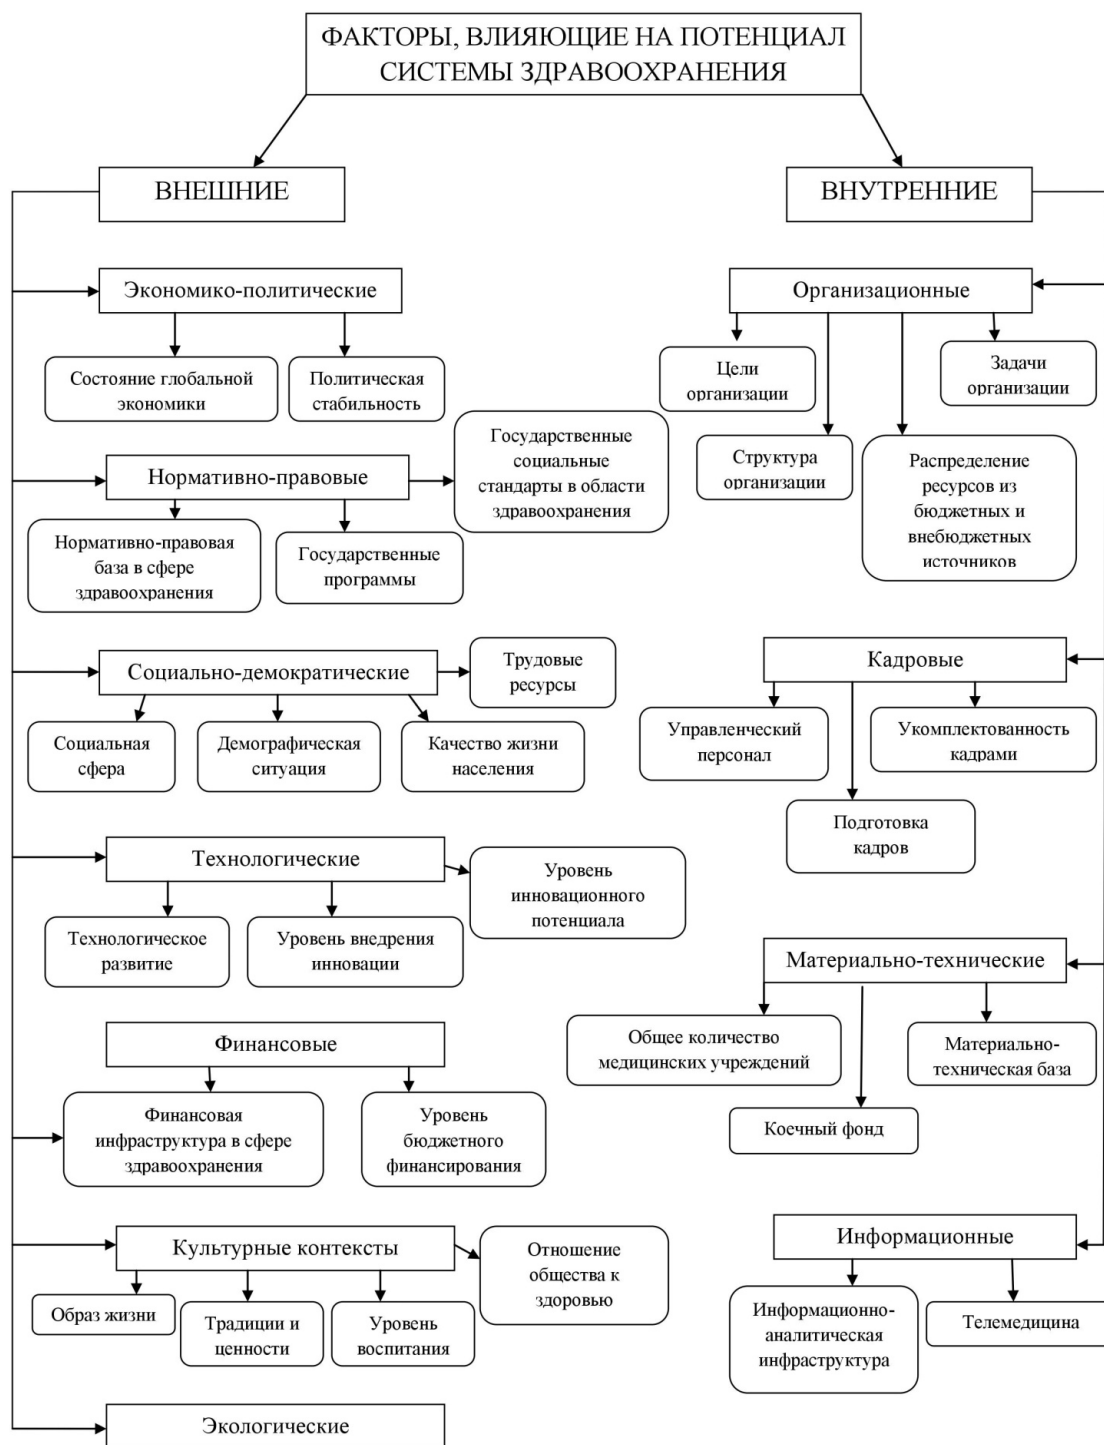 ФАКТОРЫ, ВЛИЯЮЩИЕ НА ПОТЕНЦИАЛ
СИСТЕМЫ ЗДРАВООХРАНЕНИЯ
ВНЕШНИЕ
ВНУТРЕННИЕ
Экономико-политические
Состояние глобальной
экономики
Политическая
стабильность
Нормативно-правовые
Государственные
социальные
стандарты в области
здравоохранения
Нормативно-правовая
база в сфере
здравоохранения
Государственные
программы
Социально-демократические
Трудовые
ресурсы
Социальная
сфера
Демографическая
ситуация
Качество жизни
населения
Технологические
Уровень
инновационного
потенциала
Технологическое
развитие
Уровень внедрения
инновации
Финансовые
Финансовая
инфраструктура в сфере
здравоохранения
Уровень
бюджетного
финансирования
Культурные контексты
Отношение
общества к
здоровью
Образ жизни
Традиции и
ценности
Уровень
воспитания
Экологические
Организационные
Цели
организации
Задачи
организации
Структура
организации
Распределение
ресурсов из
бюджетных и
внебюджетных
источников
Кадровые
Управленческий
персонал
Укомплектованность
кадрами
Подготовка
кадров
Материально-технические
Общее количество
медицинских учреждений
Материально-
техническая база
Коечный фонд
Информационные
Информационно-
аналитическая
инфраструктура
Телемедицина